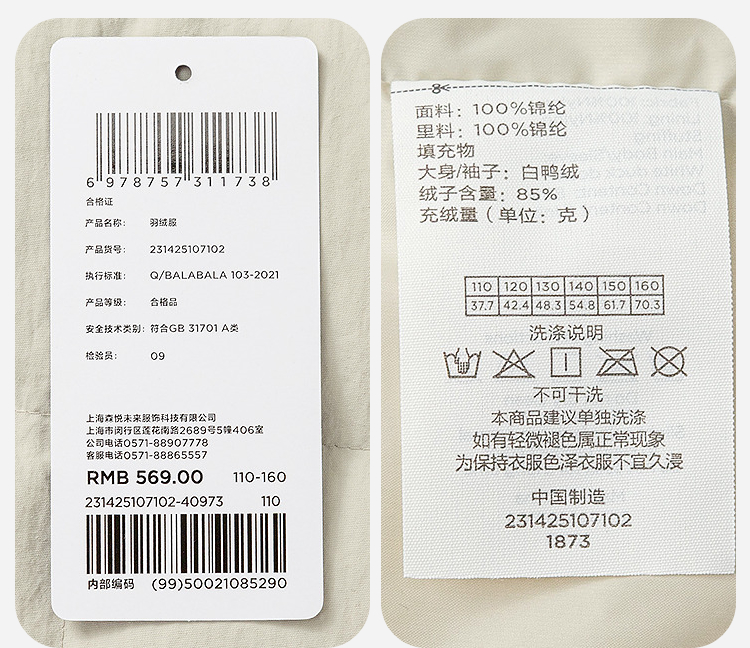 6 978757 311738
合格证
产品名称: 羽绒服
产品货号: 231425107102
执行标准: Q/BALABALA 103-2021
产品等级: 合格品
安全技术类别: 符合GB 31701 A类
检验员: 09
上海森悦未来服饰科技有限公司
上海市闵行区莲花南路2689号5幢406室
公司电话0571-88907778
客服电话0571-88865557
RMB 569.00 110-160
231425107102-40973 110
内部编码 (99)50021085290
面料: 100%锦纶
里料: 100%锦纶
填充物
大身/袖子: 白鸭绒
绒子含量: 85%
充绒量(单位: 克)
110 120 130 140 150 160
37.7 42.4 48.3 54.8 61.7 70.3
洗涤说明
不可干洗
本商品建议单独洗涤
如有轻微褪色属正常现象
为保持衣服色泽衣服不宜久浸
中国制造
231425107102
1873